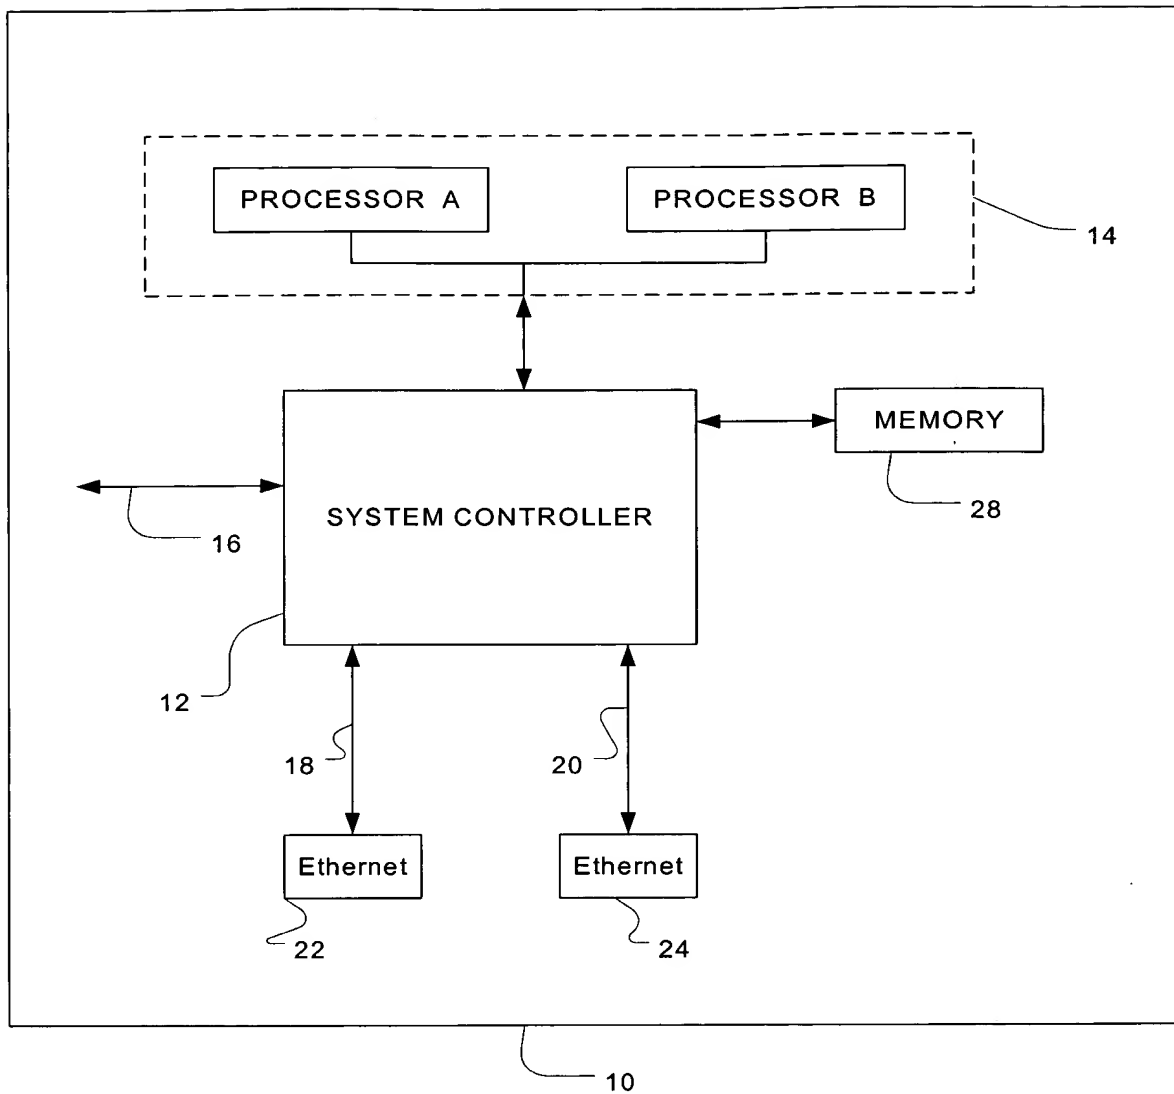 PROCESSOR A
PROCESSOR B
14
MEMORY
28
SYSTEM CONTROLLER
16
12
18
20
Ethernet
Ethernet
22
24
10